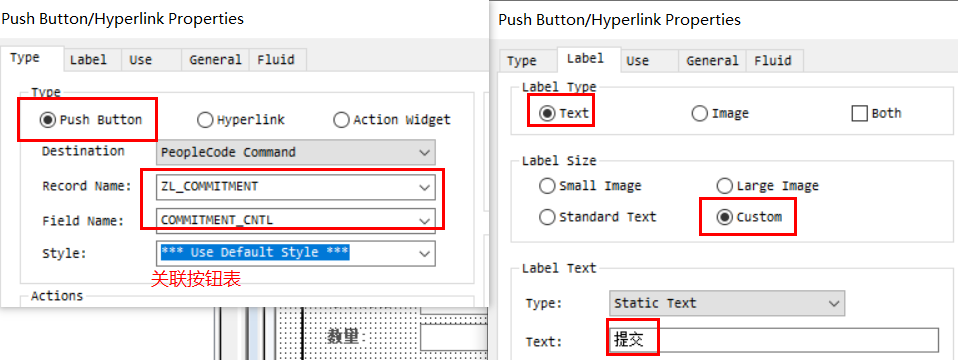 Push Button/Hyperlink Properties
Type Label Use General Fluid
Type
Push Button Hyperlink Action Widget
Destination PeopleCode Command
Record Name: ZL_COMMITMENT
Field Name: COMMITMENT_CNTL
Style: *** Use Default Style ***
关联按钮表
Actions
数里:
Push Button/Hyperlink Properties
Type Label Use General Fluid
Label Type
Text Image Both
Label Size
Small Image Large Image
Standard Text Custom
Label Text
Type: Static Text
Text: 提交